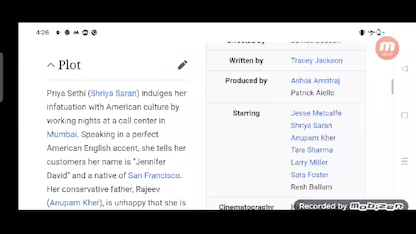 4:26
Plot
Priya Sethi (Shriya Saran) indulges her
infatuation with American culture by
working nights at a call center in
Mumbai. Speaking in a perfect
American English accent, she tells her
customers her name is "Jennifer
David" and a native of San Francisco.
Her conservative father, Rajeev
(Anupam Kher), is unhappy that she is
Written by Tracey Jackson
Produced by Ashok Amritraj
Patrick Aiello
Starring Jesse Metcalfe
Shriya Saran
Anupam Kher
Tara Sharma
Larry Miller
Sara Foster
Resh Ballam
Cinematography
Recorded by Mobizen